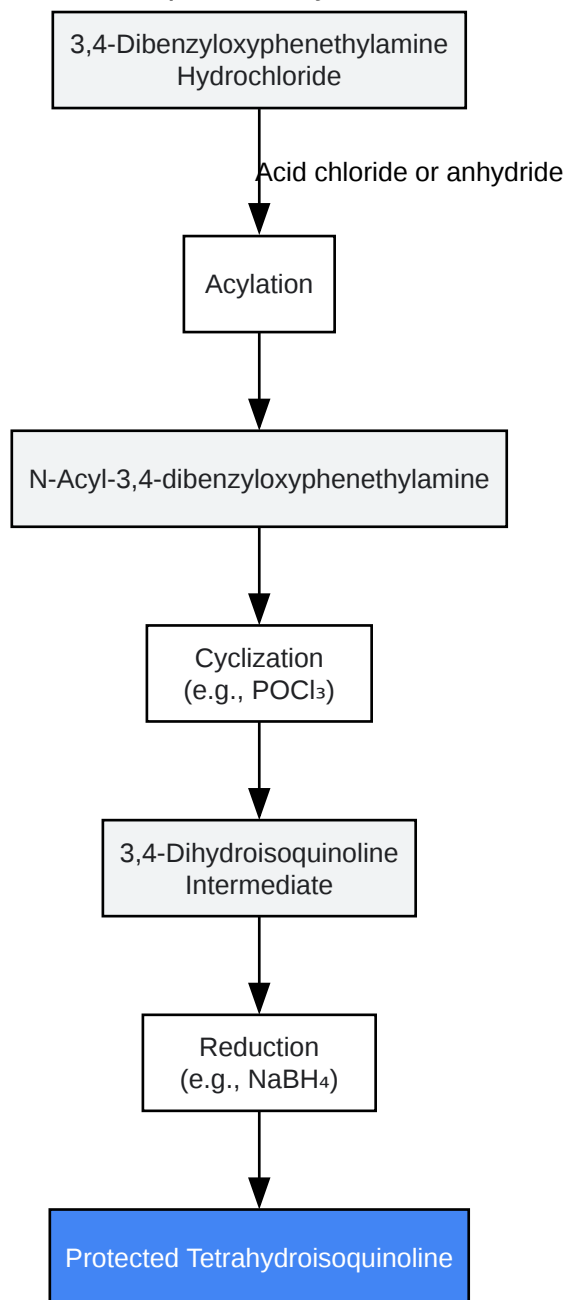 3,4-Dibenzyloxyphenethylamine
Hydrochloride
Acid chloride or anhydride
Acylation
N-Acyl-3,4-dibenzyloxyphenethylamine
Cyclization
(e.g., POCl₃)
3,4-Dihydroisoquinoline
Intermediate
Reduction
(e.g., NaBH₄)
Protected Tetrahydroisoquinoline